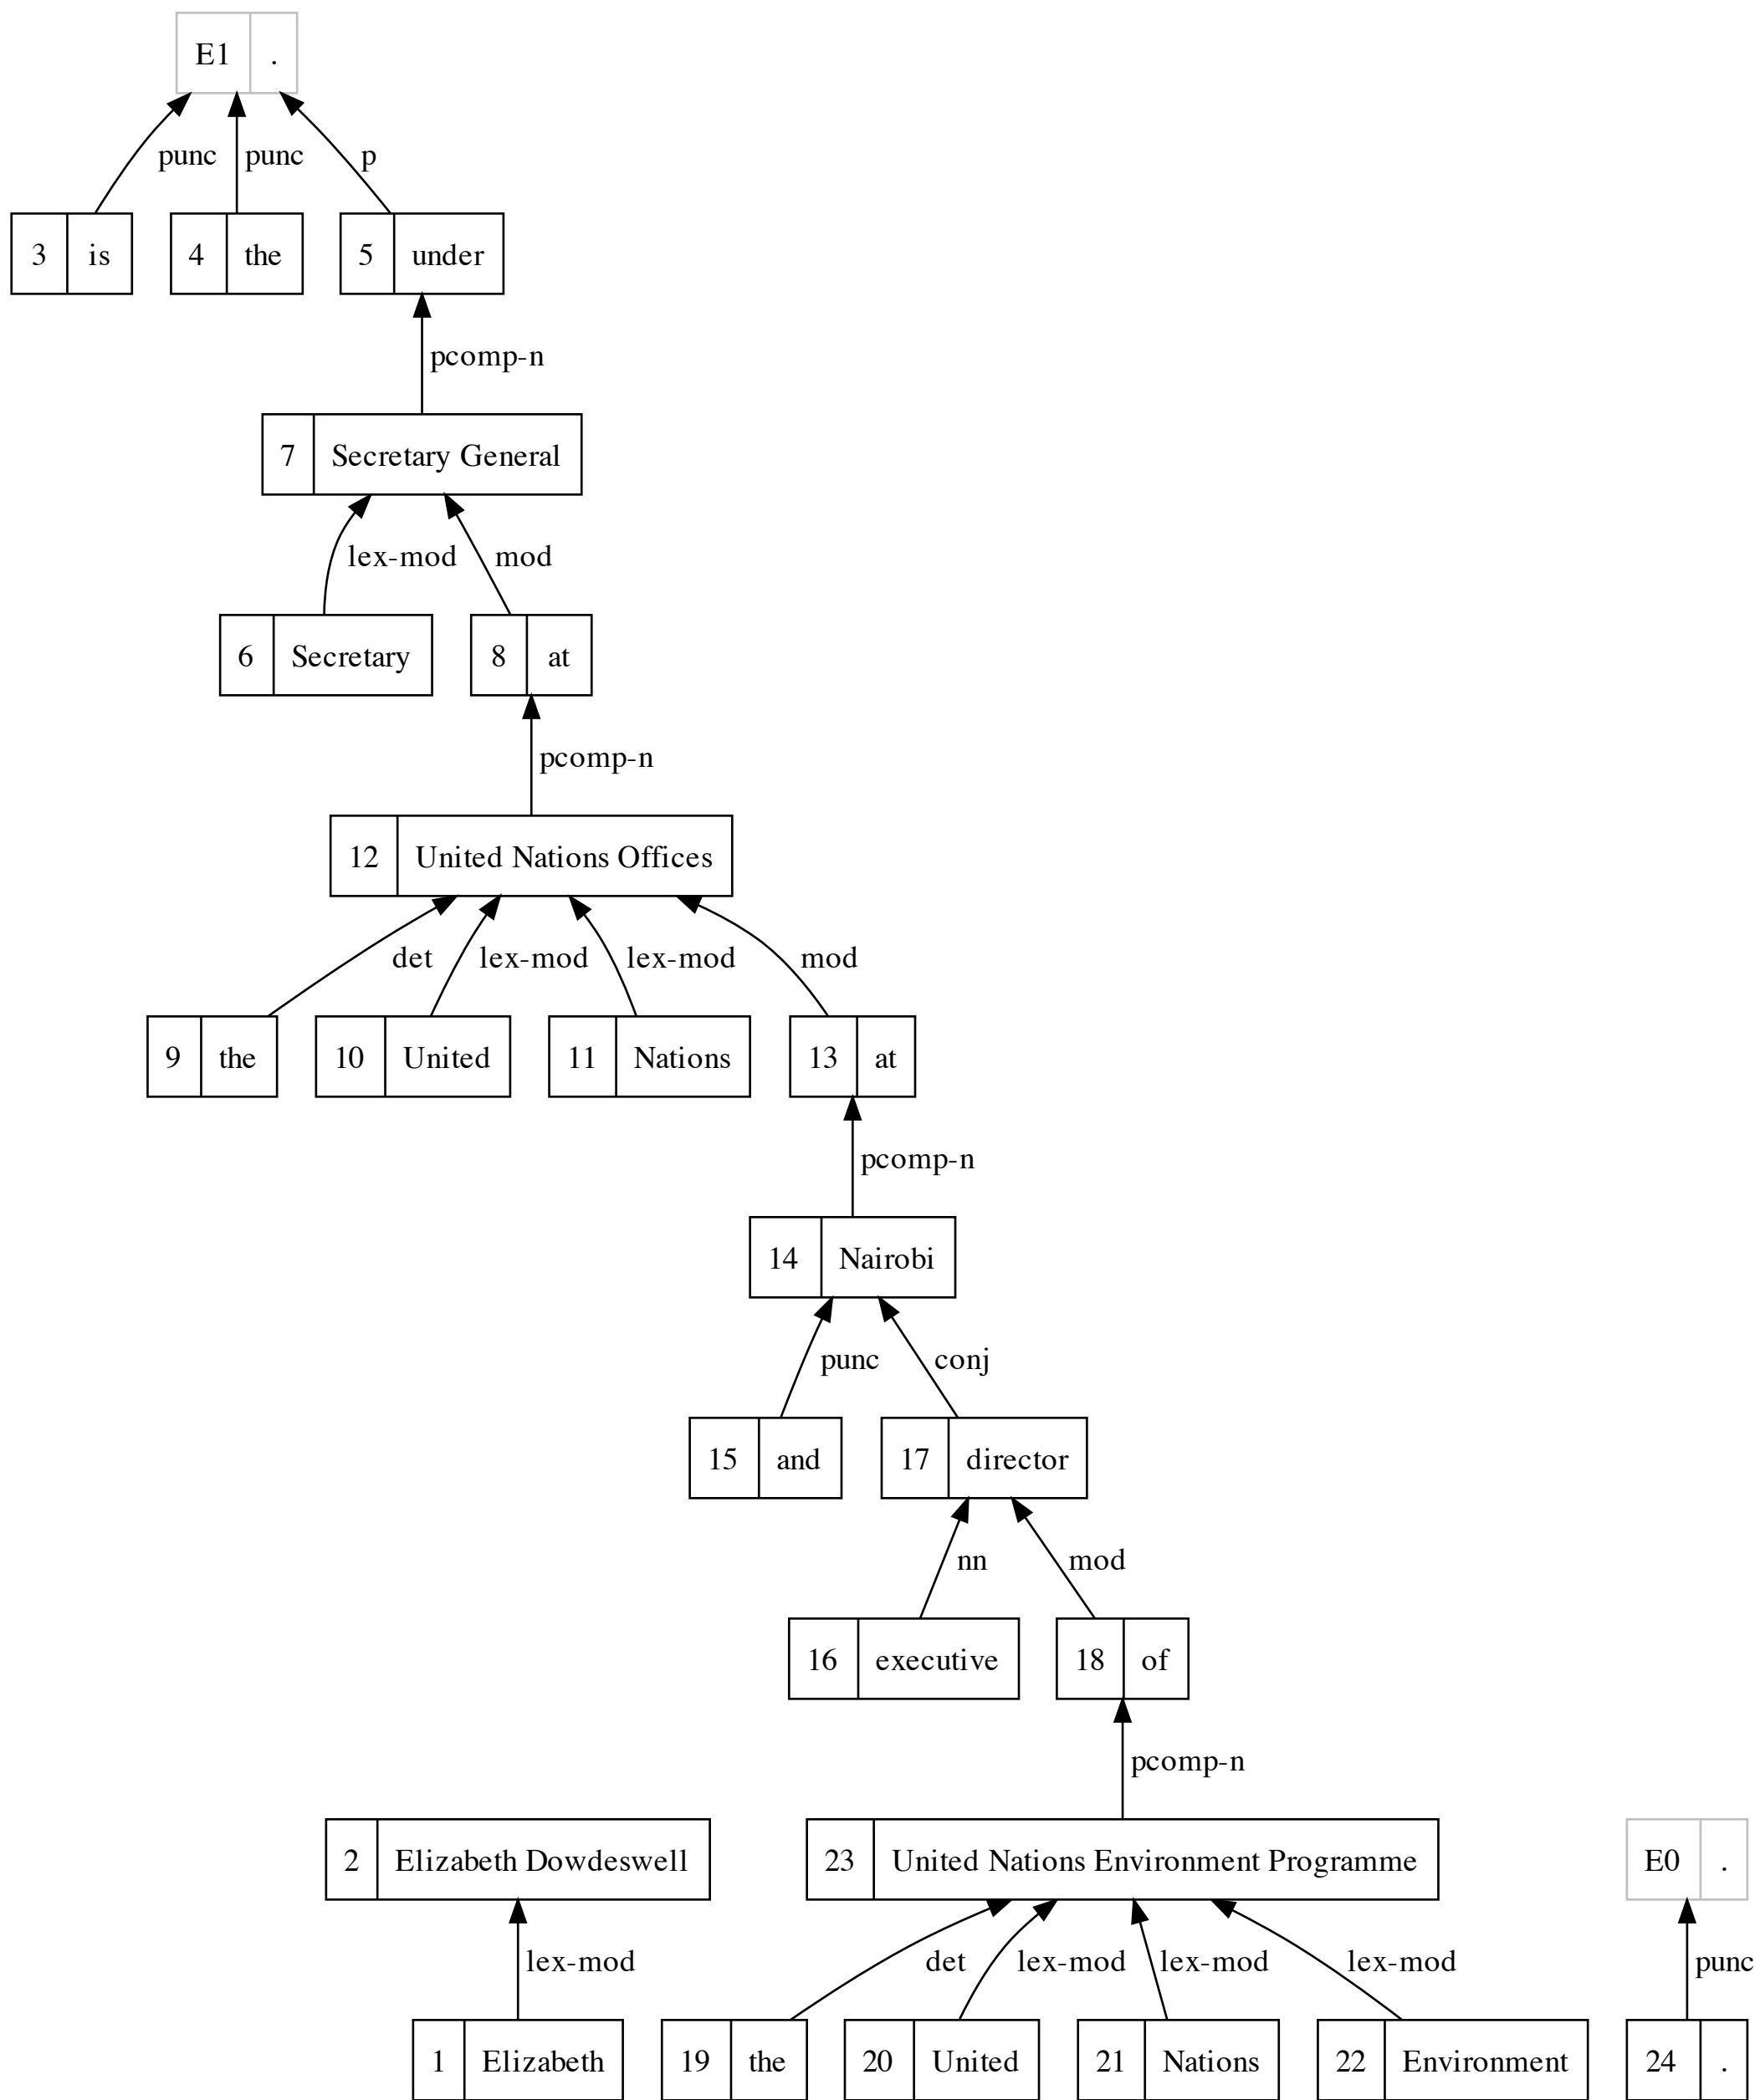 E1 .
punc punc p
3 is 4 the 5 under
pcomp-n
7 Secretary General
lex-mod mod
6 Secretary 8 at
pcomp-n
12 United Nations Offices
det lex-mod lex-mod mod
9 the 10 United 11 Nations 13 at
pcomp-n
14 Nairobi
punc conj
15 and 17 director
nn mod
16 executive 18 of
pcomp-n
2 Elizabeth Dowdeswell 23 United Nations Environment Programme E0 .
lex-mod det lex-mod lex-mod lex-mod punc
1 Elizabeth 19 the 20 United 21 Nations 22 Environment 24 .